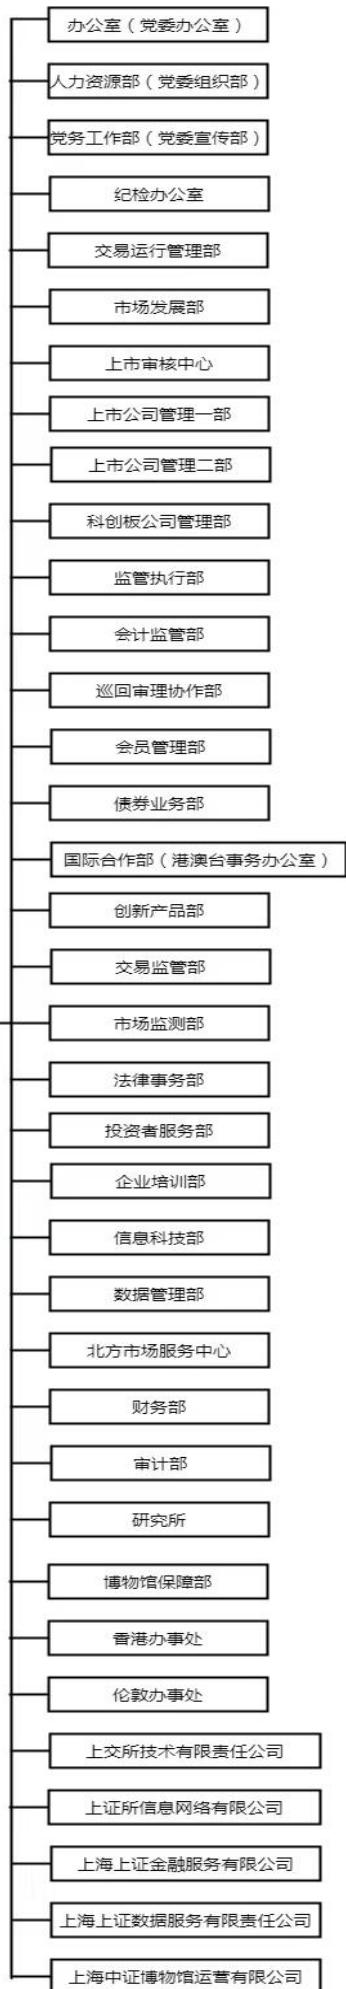 办公室（党委办公室）
人力资源部（党委组织部）
党务工作部（党委宣传部）
纪检办公室
交易运行管理部
市场发展部
上市审核中心
上市公司管理一部
上市公司管理二部
科创板公司管理部
监管执行部
会计监管部
巡回审理协作部
会员管理部
债券业务部
国际合作部（港澳台事务办公室）
创新产品部
交易监管部
市场监测部
法律事务部
投资者服务部
企业培训部
信息科技部
数据管理部
北方市场服务中心
财务部
审计部
研究所
博物馆保障部
香港办事处
伦敦办事处
上交所技术有限责任公司
上证所信息网络有限公司
上海上证金融服务有限公司
上海上证数据服务有限责任公司
上海中证博物馆运营有限公司